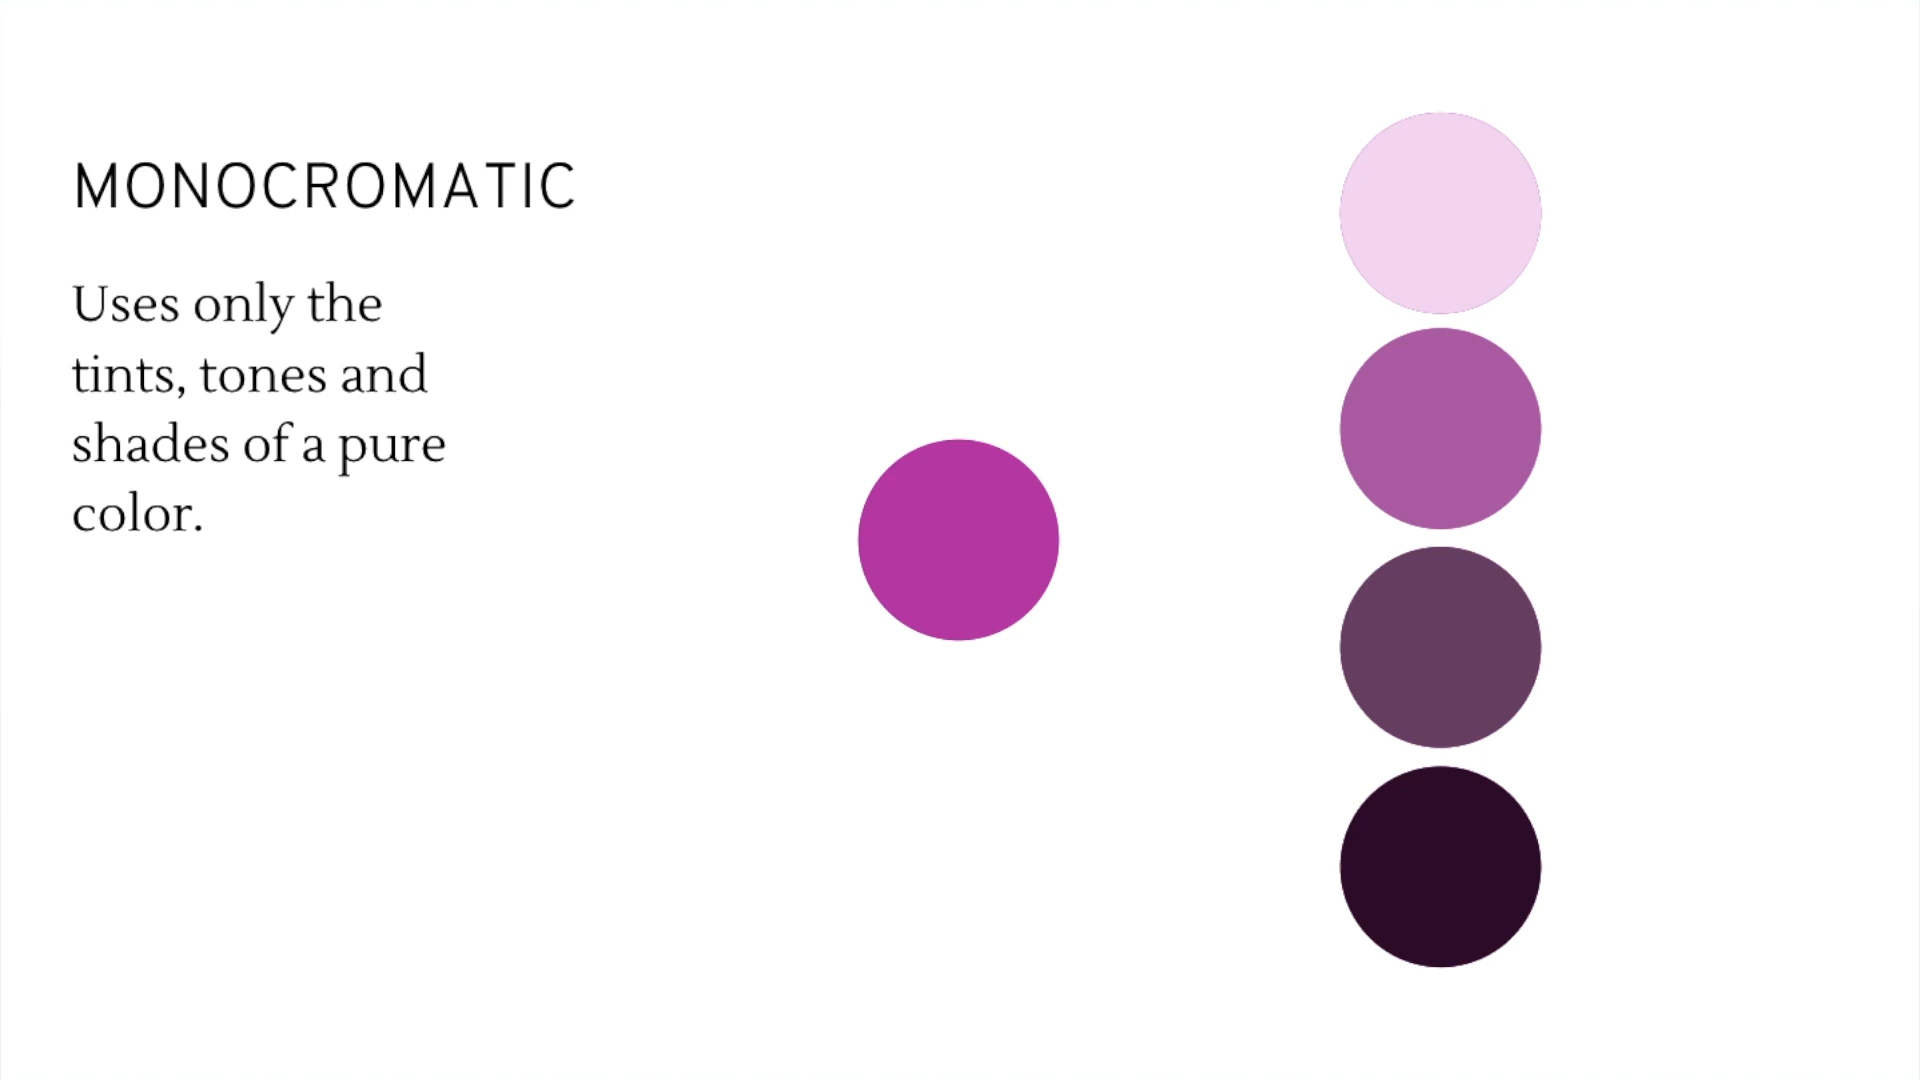 MONOCROMATIC
Uses only the
tints, tones and
shades of a pure
color.